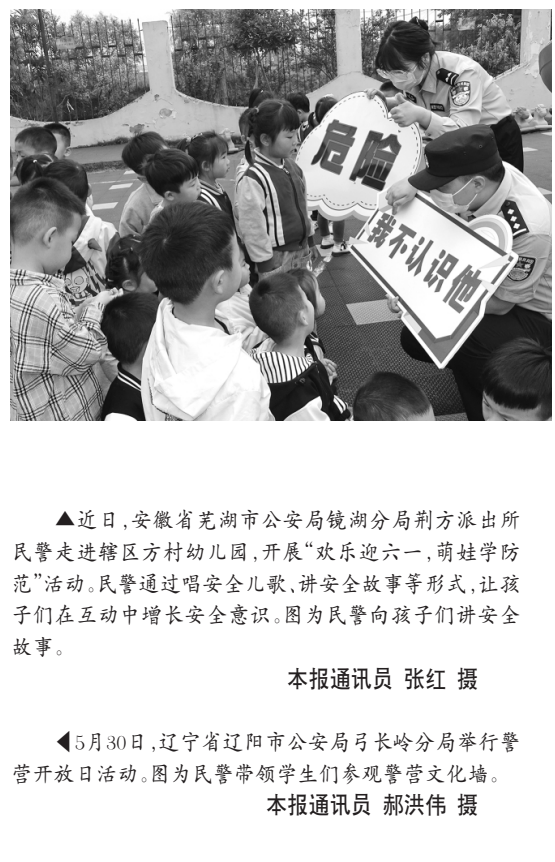 危险
我不认识他
▲近日,安徽省芜湖市公安局镜湖分局荆方派出所
民警走进辖区方村幼儿园,开展“欢乐迎六一,萌娃学防
范”活动。民警通过唱安全儿歌、讲安全故事等形式,让孩
子们在互动中增长安全意识。图为民警向孩子们讲安全
故事。
本报通讯员 张红 摄
◀5月30日,辽宁省辽阳市公安局弓长岭分局举行警
营开放日活动。图为民警带领学生们参观警营文化墙。
本报通讯员 郝洪伟 摄